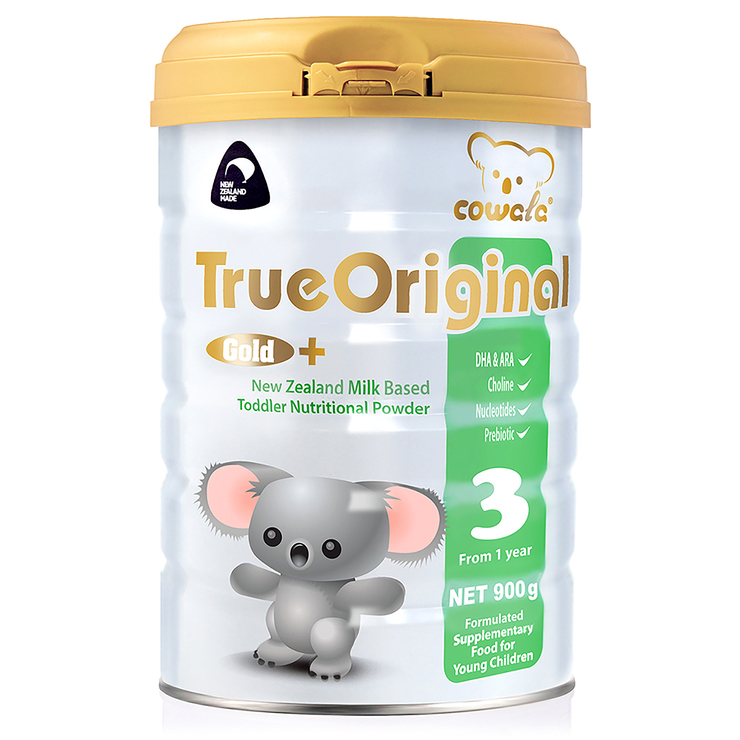 NEW
ZEALAND
MADE
cowala®
TrueOriginal
Gold +
New Zealand Milk Based
Toddler Nutritional Powder
DHA & ARA
Choline
Nucleotides
Prebiotic
3
From 1 year
NET 900g
Formulated
Supplementary
Food for
Young Children